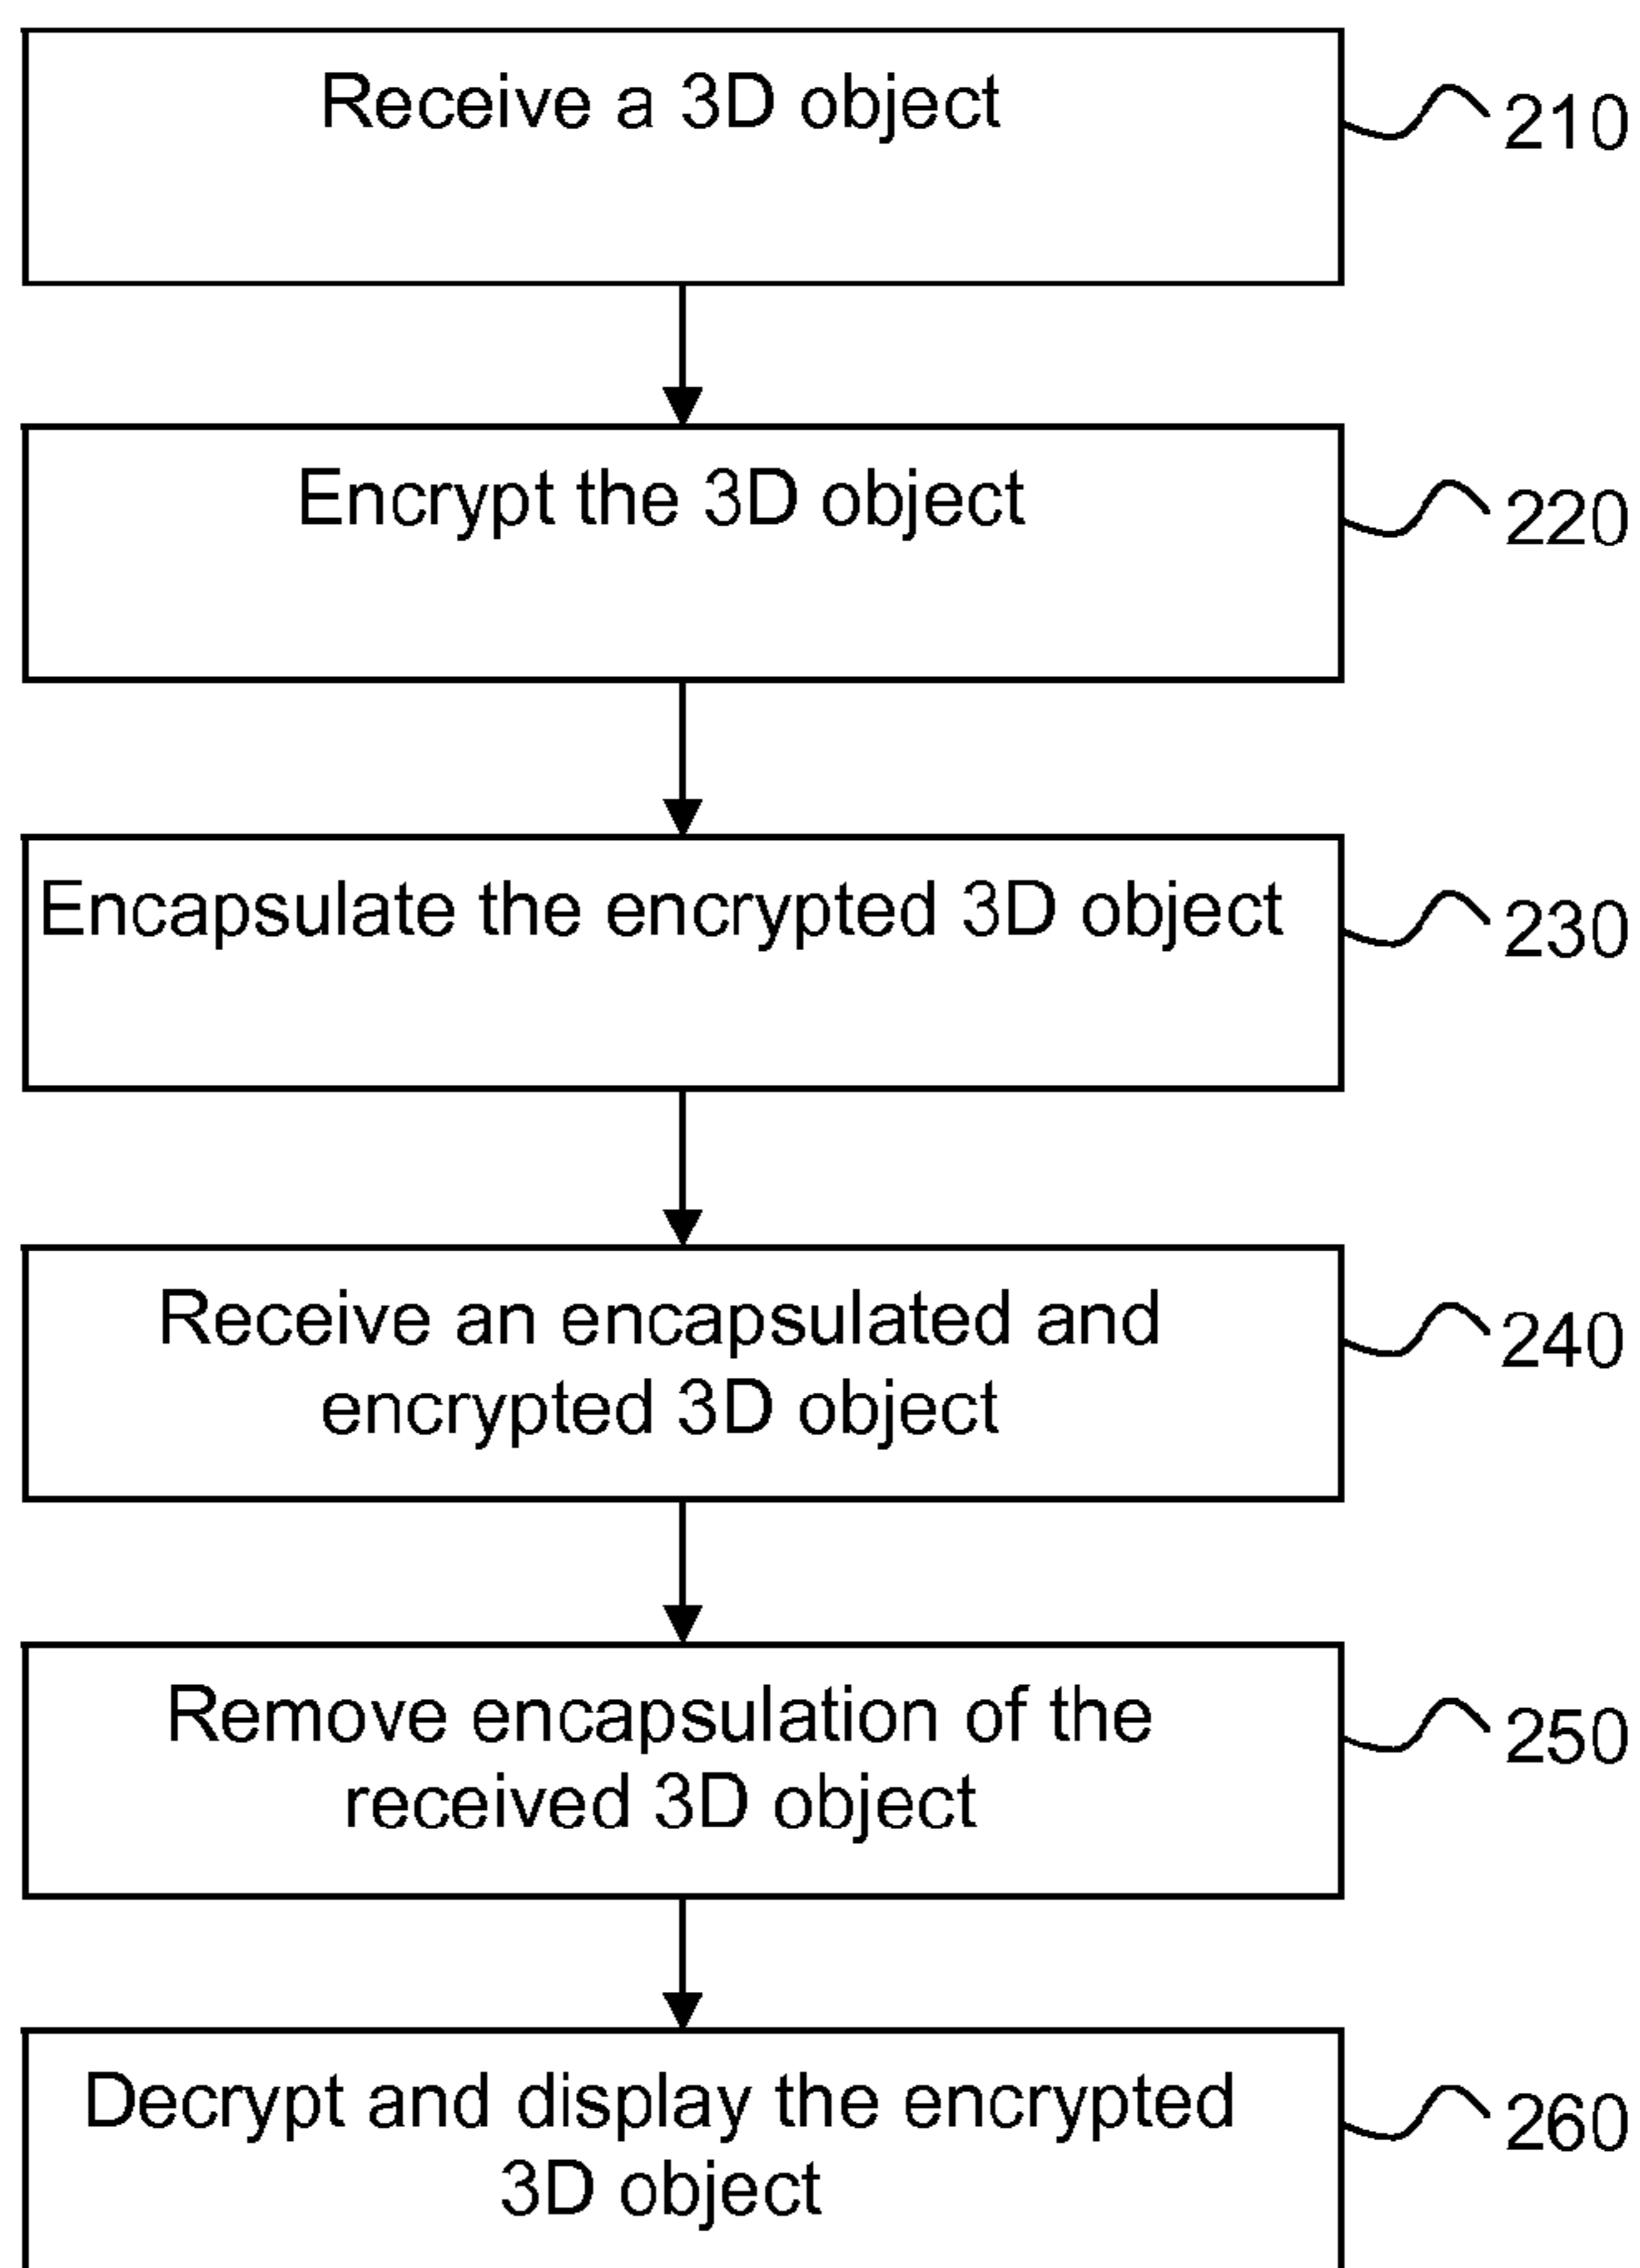 Receive a 3D object
210
Encrypt the 3D object
220
Encapsulate the encrypted 3D object
230
Receive an encapsulated and
encrypted 3D object
240
Remove encapsulation of the
received 3D object
250
Decrypt and display the encrypted
3D object
260